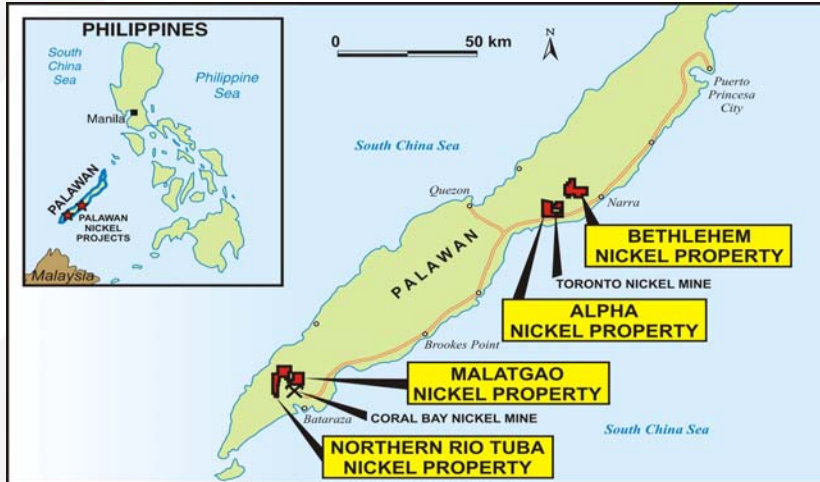 PHILIPPINES
South
China
Sea
Philippine
Sea
Manila
PALAWAN
PALAWAN
NICKEL
PROJECTS
Malaysia
0 50 km
N
Puerto
Princesa
City
South China Sea
Quezon
Narra
PALAWAN
BETHLEHEM
NICKEL PROPERTY
TORONTO NICKEL MINE
ALPHA
NICKEL PROPERTY
Brookes Point
MALATGAO
NICKEL PROPERTY
CORAL BAY NICKEL MINE
Bataraza
South China Sea
NORTHERN RIO TUBA
NICKEL PROPERTY